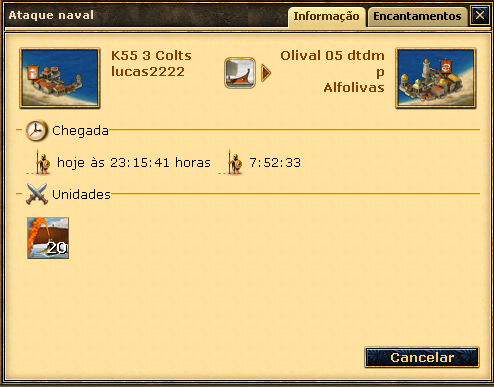 Ataque naval
Informação
Encantamentos
K55 3 Colts
lucas2222
Olival 05 dtdm
p
Alfolivas
Chegada
hoje às 23:15:41 horas
7:52:33
Unidades
20
Cancelar